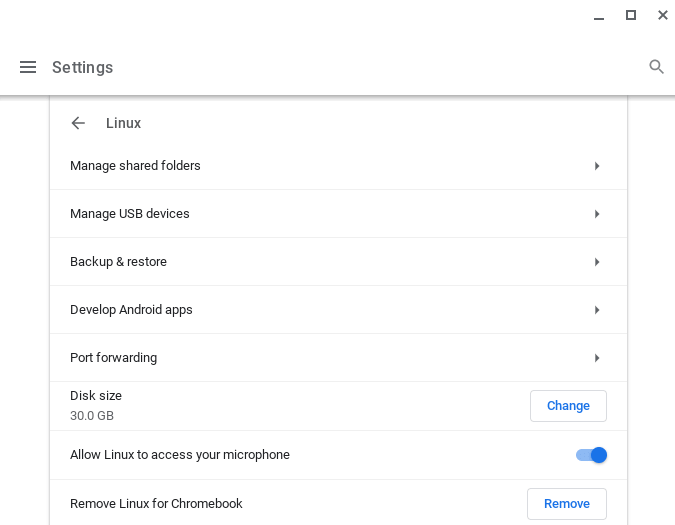 Settings
Linux
Manage shared folders
Manage USB devices
Backup & restore
Develop Android apps
Port forwarding
Disk size
30.0 GB
Change
Allow Linux to access your microphone
Remove Linux for Chromebook
Remove